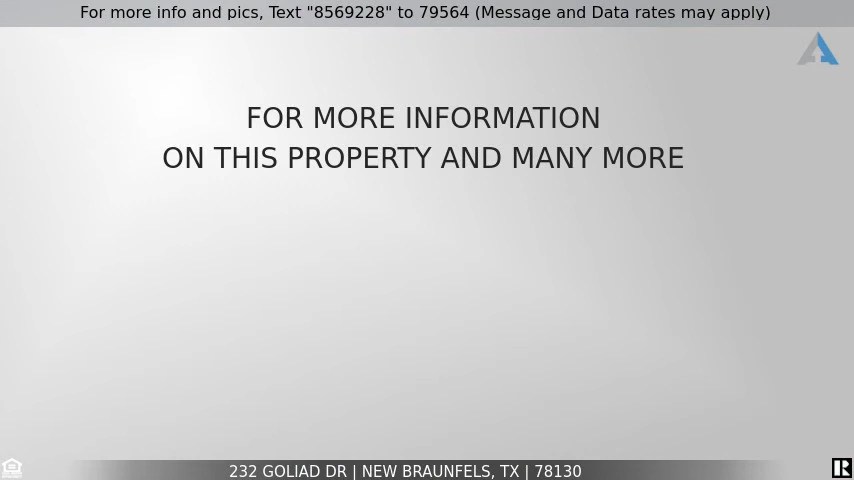 For more info and pics, Text "8569228" to 79564 (Message and Data rates may apply)
FOR MORE INFORMATION
ON THIS PROPERTY AND MANY MORE
232 GOLIAD DR | NEW BRAUNFELS, TX | 78130